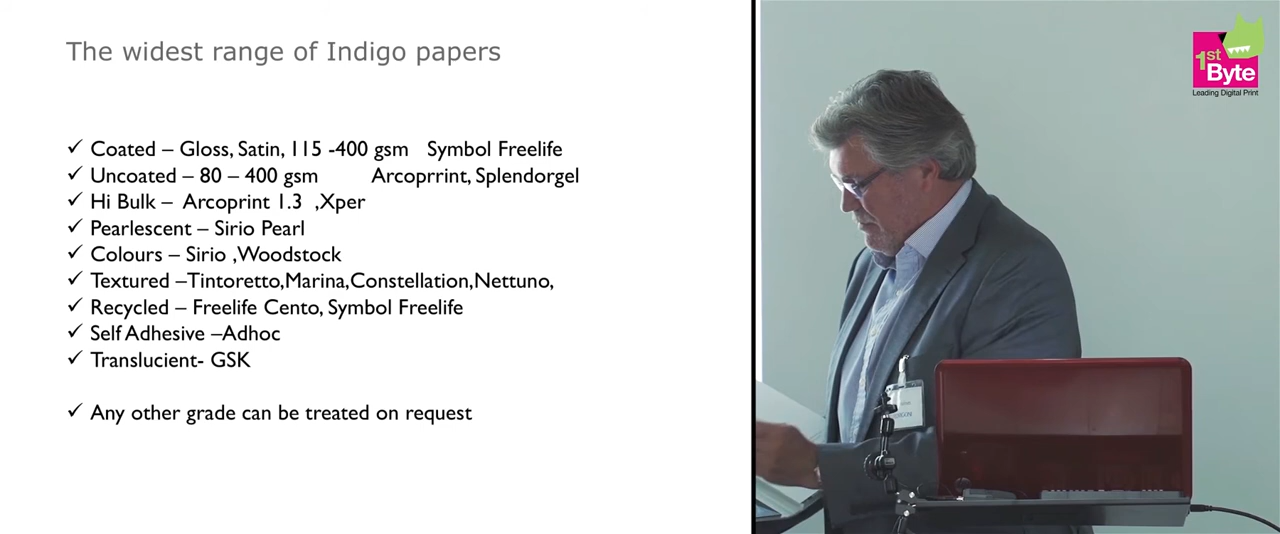 The widest range of Indigo papers
✓ Coated – Gloss, Satin, 115 -400 gsm Symbol Freelife
✓ Uncoated – 80 – 400 gsm Arcoprrint, Splendorgel
✓ Hi Bulk – Arcoprint 1.3 ,Xper
✓ Pearlescent – Sirio Pearl
✓ Colours – Sirio ,Woodstock
✓ Textured –Tintoretto,Marina,Constellation,Nettuno,
✓ Recycled – Freelife Cento, Symbol Freelife
✓ Self Adhesive –Adhoc
✓ Translucient- GSK
✓ Any other grade can be treated on request
1st
Byte
Leading Digital Print